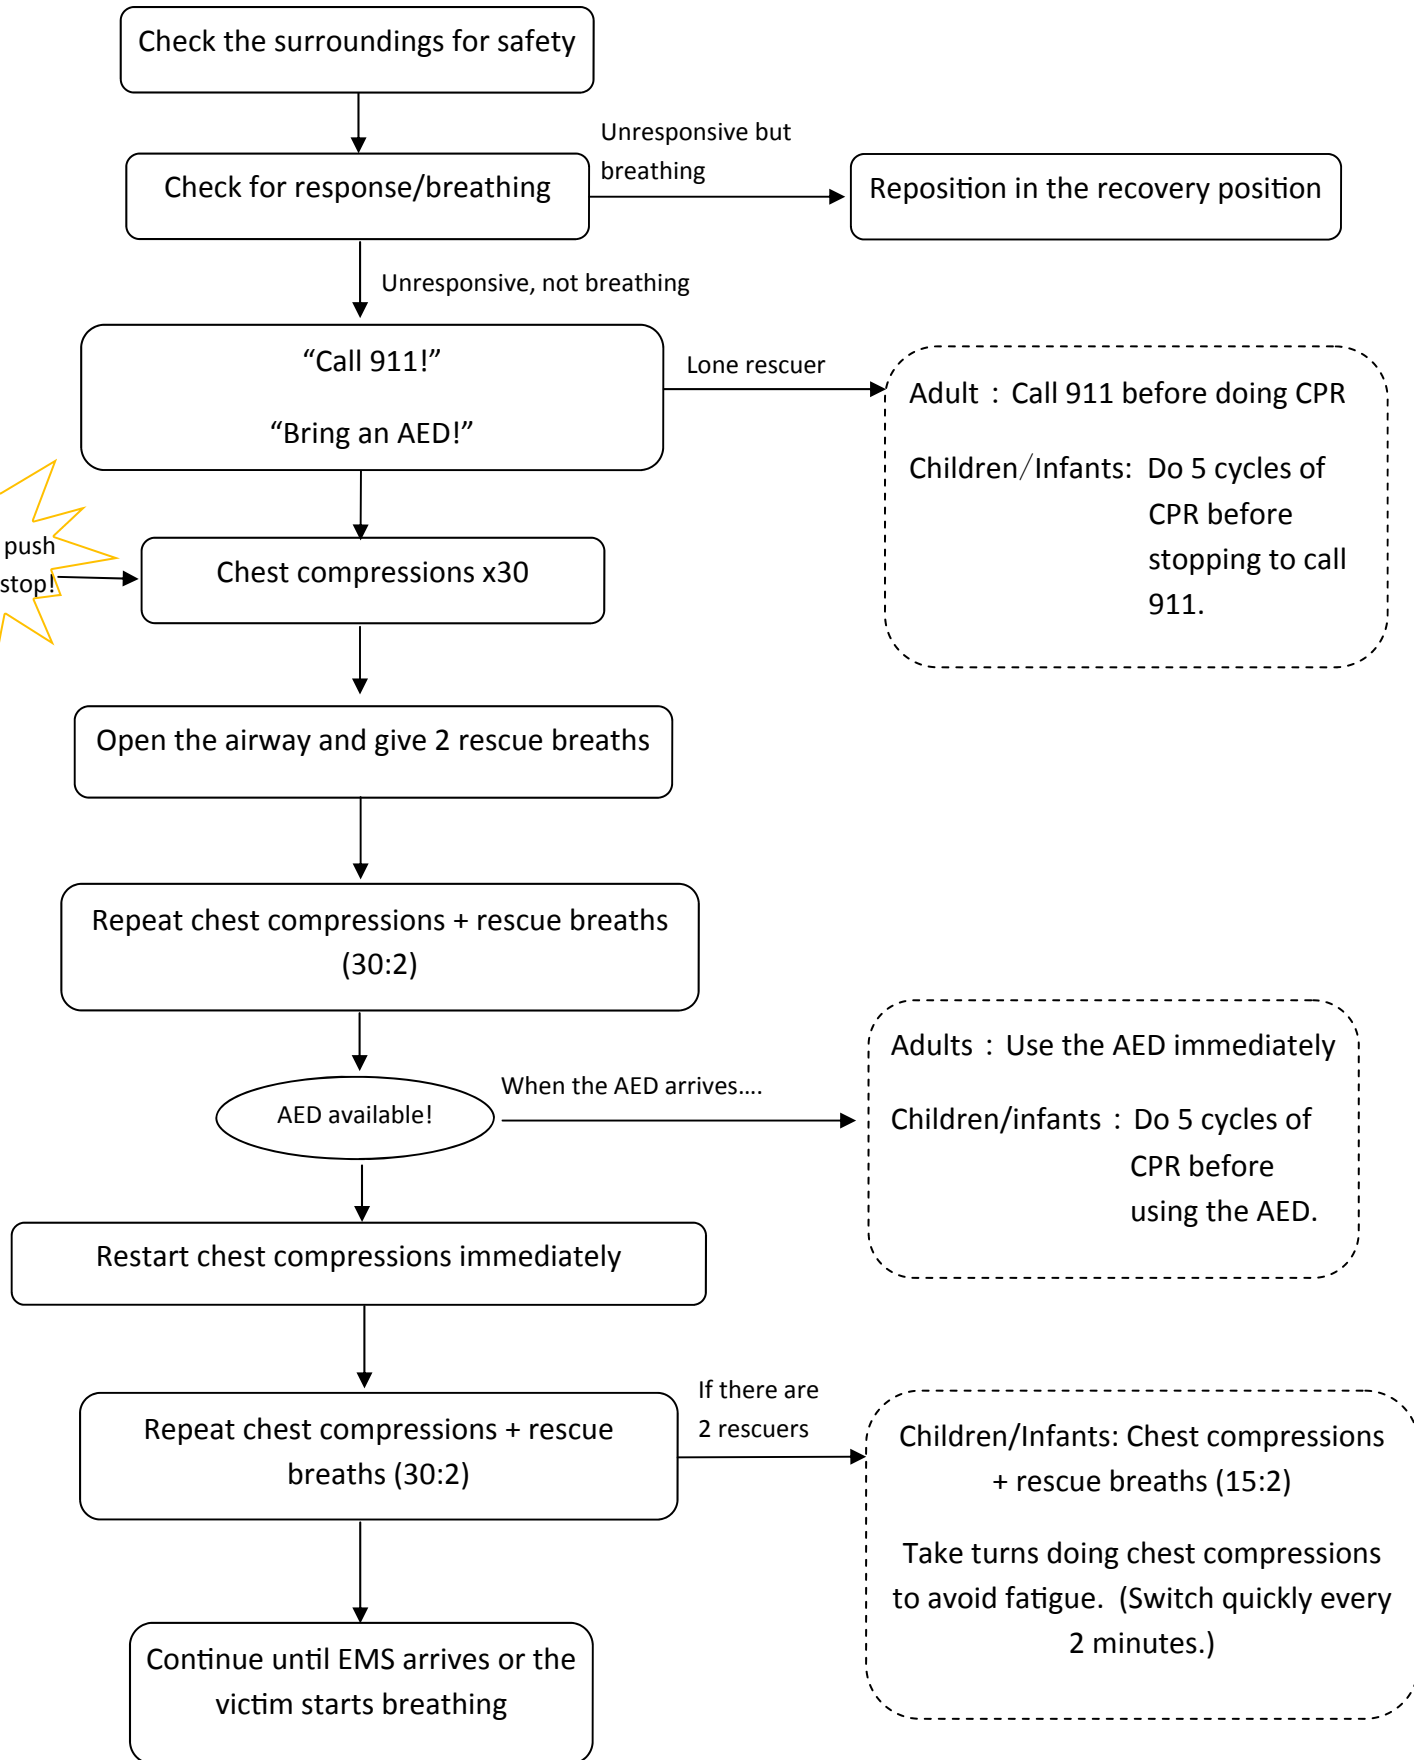 Check the surroundings for safety
Unresponsive but
breathing
Check for response/breathing
Reposition in the recovery position
Unresponsive, not breathing
“Call 911!”
“Bring an AED!”
Lone rescuer
Adult：Call 911 before doing CPR
Children/Infants: Do 5 cycles of
CPR before
stopping to call
911.
push
stop!
Chest compressions x30
Open the airway and give 2 rescue breaths
Repeat chest compressions + rescue breaths
(30:2)
AED available!
When the AED arrives....
Adults：Use the AED immediately
Children/infants：Do 5 cycles of
CPR before
using the AED.
Restart chest compressions immediately
Repeat chest compressions + rescue
breaths (30:2)
If there are
2 rescuers
Children/Infants: Chest compressions
+ rescue breaths (15:2)
Take turns doing chest compressions
to avoid fatigue. (Switch quickly every
2 minutes.)
Continue until EMS arrives or the
victim starts breathing